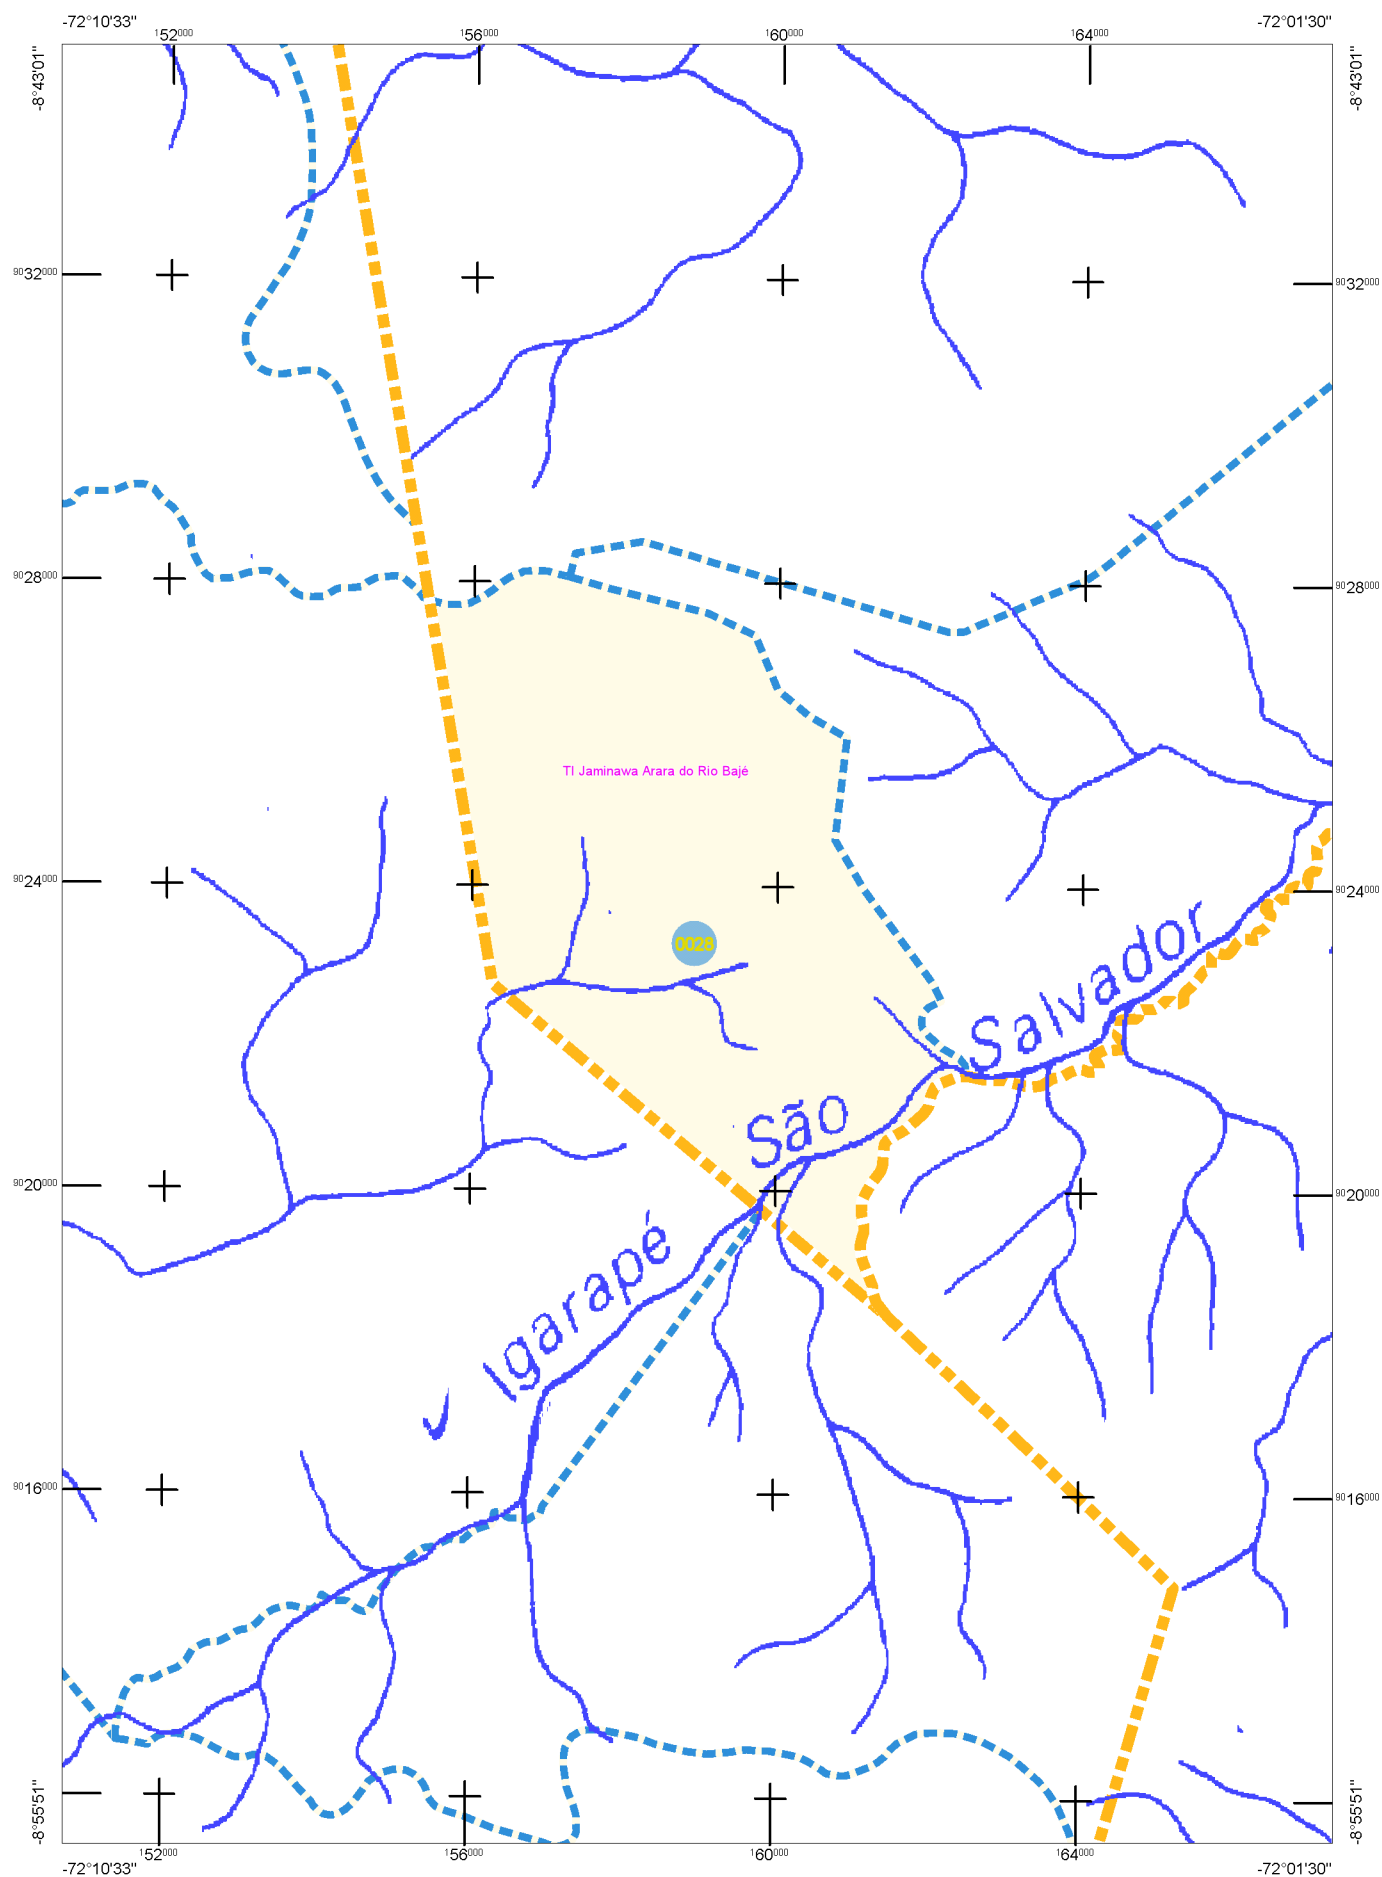 -72°10'33" -72°01'30"
152000 156000 160000 164000
-8°43'01" -8°43'01"
9032000 9032000
9028000 9028000
TI Jaminawa Arara do Rio Bajé
9024000 9024000
0028
Salvador
São
9020000 9020000
Igarapé
9016000 9016000
-8°55'51" -8°55'51"
152000 156000 160000 164000
-72°10'33" -72°01'30"